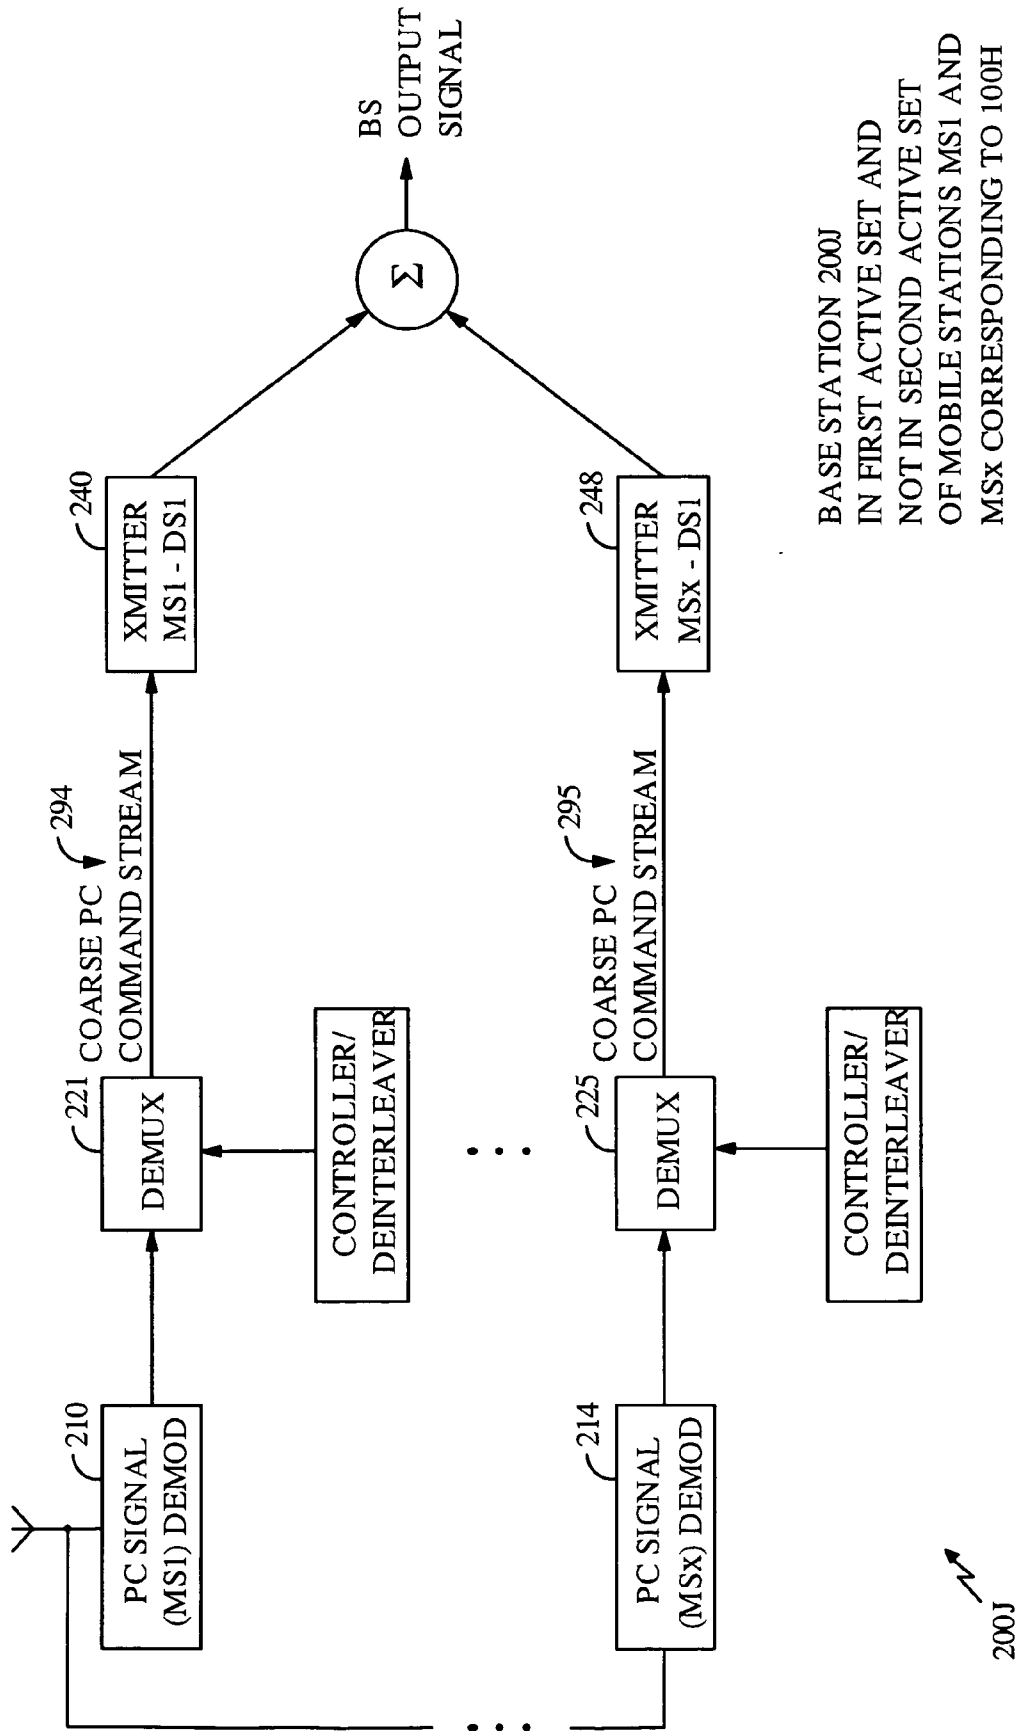 210
PC SIGNAL
(MS1) DEMOD
221
DEMUX
CONTROLLER/
DEINTERLEAVER
294
COARSE PC
COMMAND STREAM
240
XMITTER
MS1 - DS1
Σ
BS
OUTPUT
SIGNAL
• • •
214
PC SIGNAL
(MSx) DEMOD
225
DEMUX
CONTROLLER/
DEINTERLEAVER
295
COARSE PC
COMMAND STREAM
248
XMITTER
MSx - DS1
• • •
200J
BASE STATION 200J
IN FIRST ACTIVE SET AND
NOT IN SECOND ACTIVE SET
OF MOBILE STATIONS MS1 AND
MSx CORRESPONDING TO 100H